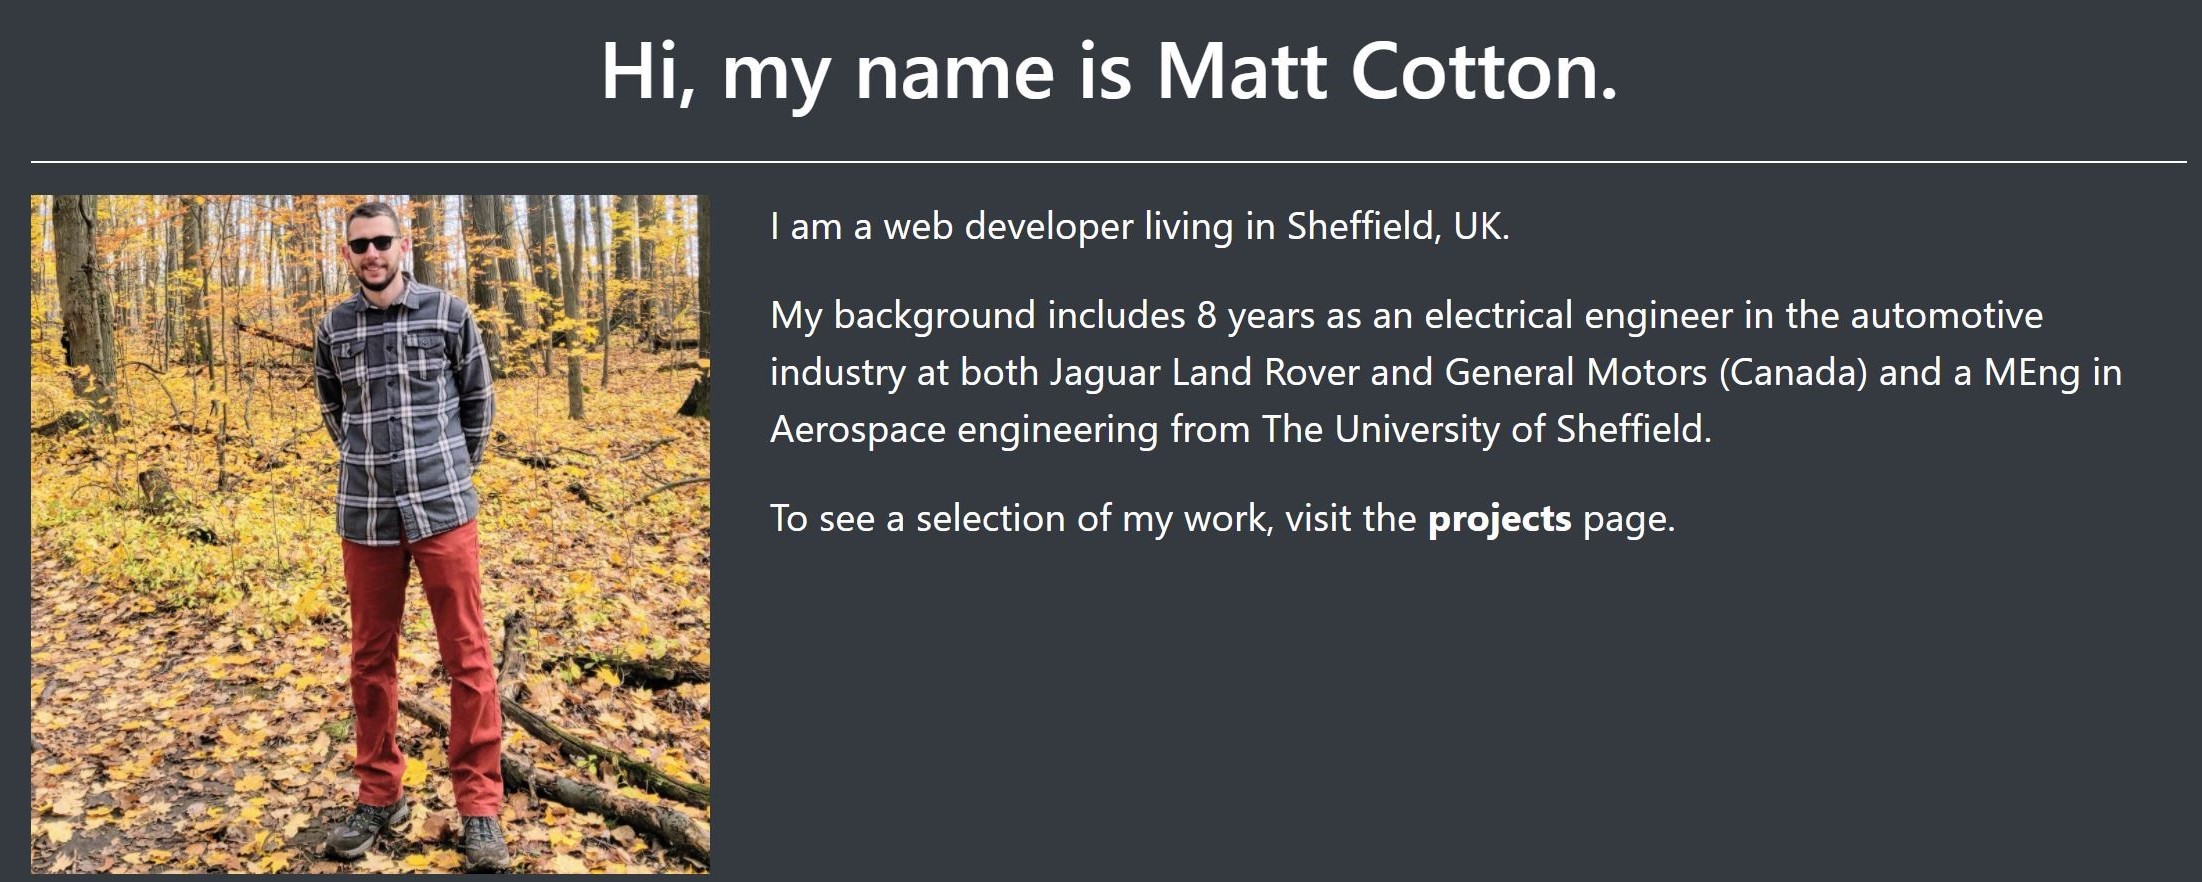 Hi, my name is Matt Cotton.
I am a web developer living in Sheffield, UK.
My background includes 8 years as an electrical engineer in the automotive
industry at both Jaguar Land Rover and General Motors (Canada) and a MEng in
Aerospace engineering from The University of Sheffield.
To see a selection of my work, visit the projects page.